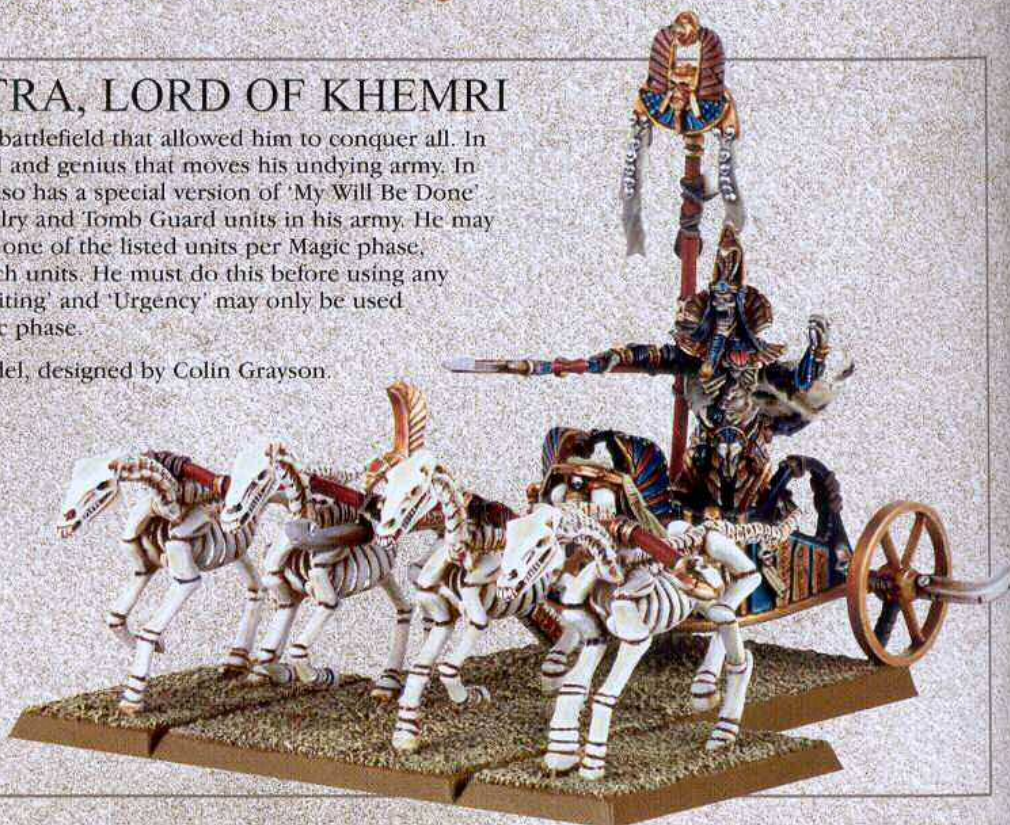 TRA, LORD OF KHEMRI
battlefield that allowed him to conquer all. In
l and genius that moves his undying army. In
so has a special version of 'My Will Be Done'
lry and Tomb Guard units in his army. He may
one of the listed units per Magic phase,
ch units. He must do this before using any
iting' and 'Urgency' may only be used
c phase.
del, designed by Colin Grayson.